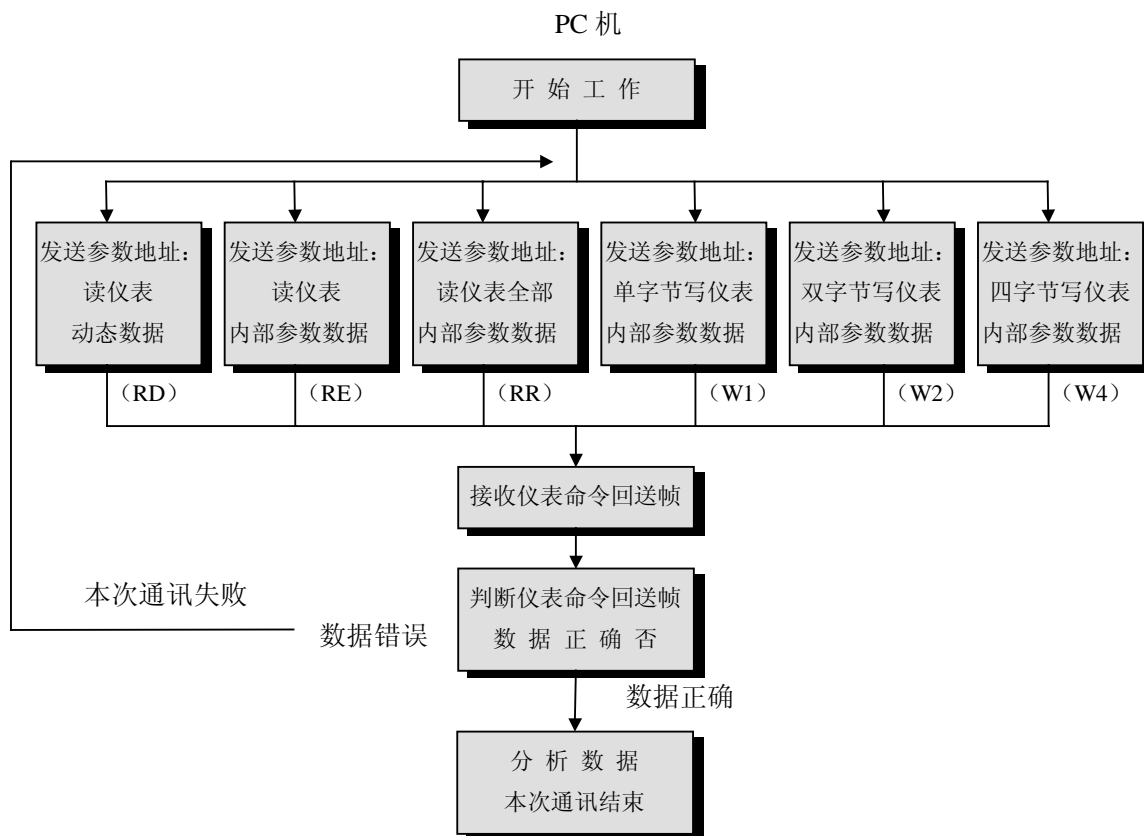 PC 机
开 始 工 作
发送参数地址：
读仪表
动态数据
发送参数地址：
读仪表
内部参数数据
发送参数地址：
读仪表全部
内部参数数据
发送参数地址：
单字节写仪表
内部参数数据
发送参数地址：
双字节写仪表
内部参数数据
发送参数地址：
四字节写仪表
内部参数数据
（RD）
（RE）
（RR）
（W1）
（W2）
（W4）
接收仪表命令回送帧
判断仪表命令回送帧
数 据 正 确 否
本次通讯失败
数据错误
数据正确
分 析 数 据
本次通讯结束